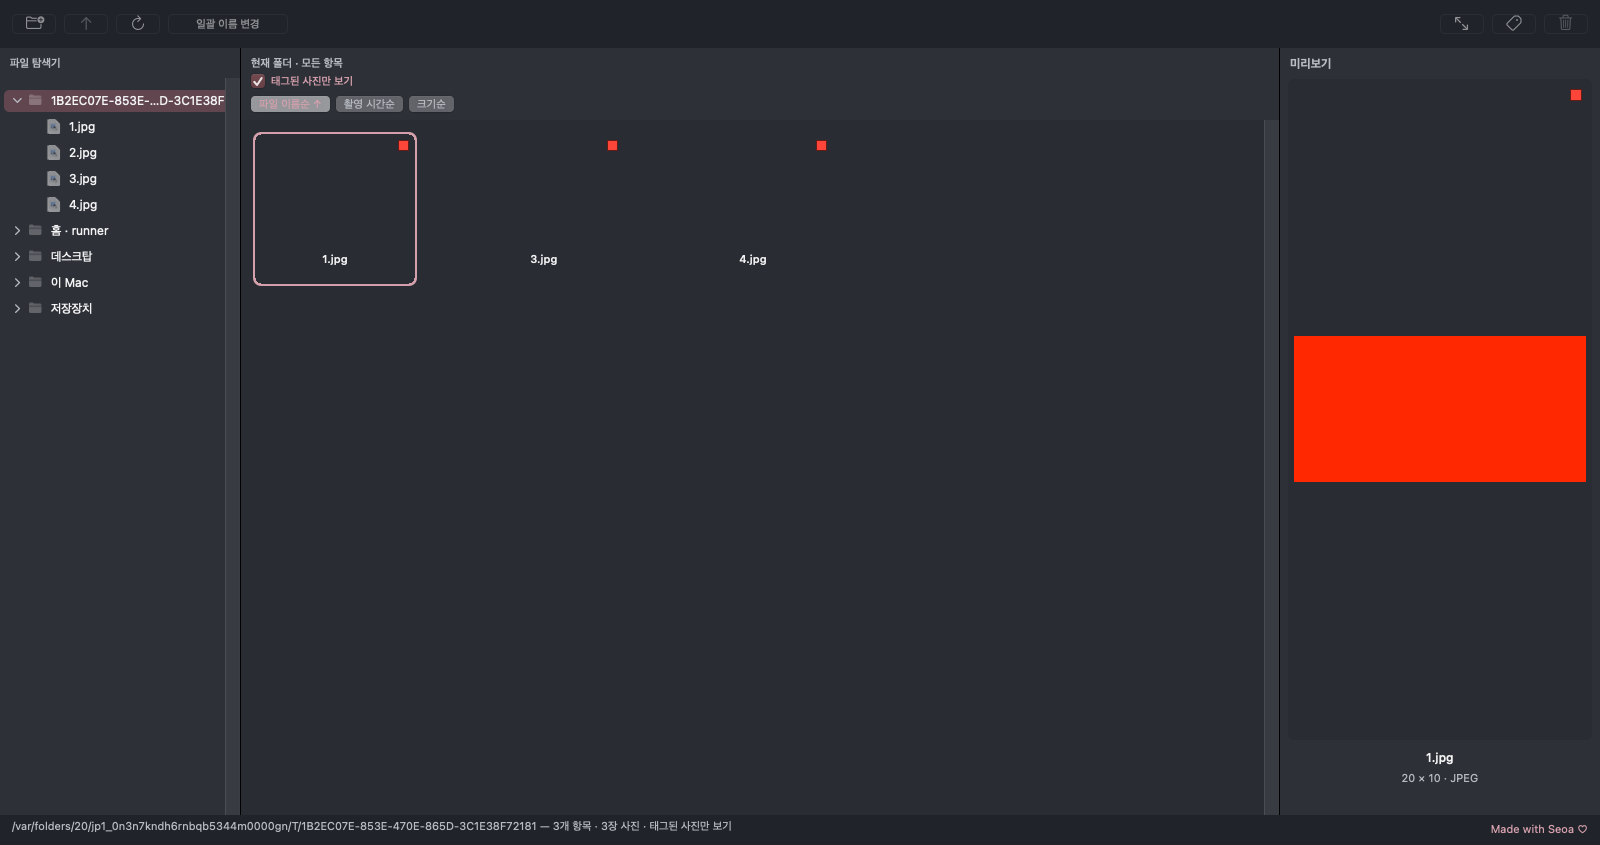 일괄 이름 변경
파일 탐색기
1B2EC07E-853E-...D-3C1E38F
1.jpg
2.jpg
3.jpg
4.jpg
홈 · runner
데스크탑
이 Mac
저장장치
현재 폴더 · 모든 항목
태그된 사진만 보기
파일 이름순 ↑ 촬영 시간순 크기순
1.jpg 3.jpg 4.jpg
미리보기
1.jpg
20 × 10 · JPEG
/var/folders/20/jp1_0n3n7kndh6rnbqb5344m0000gn/T/1B2EC07E-853E-470E-865D-3C1E38F72181 — 3개 항목 · 3장 사진 · 태그된 사진만 보기
Made with Seoa ♡